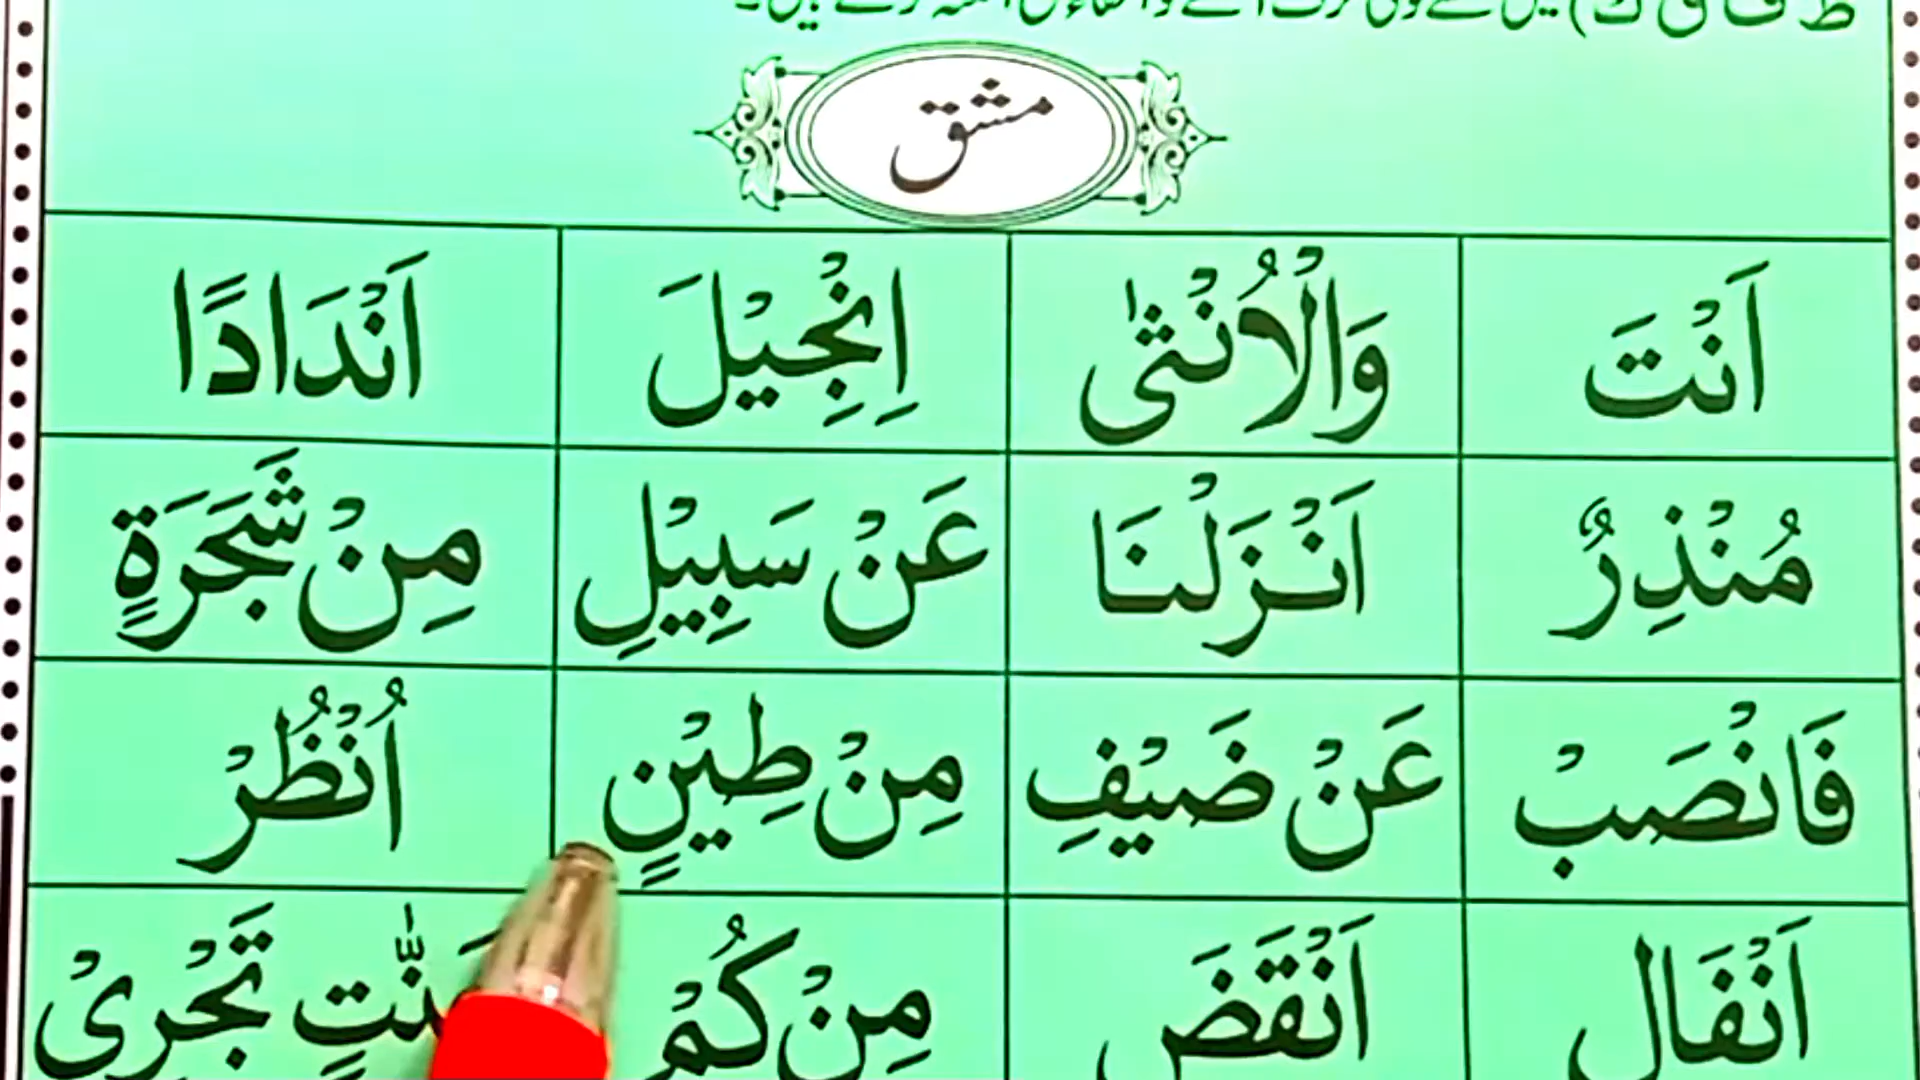 ظ ف ق ک)
مشق
اَنْتَ وَالْاُنْثٰى اِنْجِيْلَ اَنْدَادًا
مُنْذِرٌ اَنْزَلْنَا عَنْ سَبِيْلِ مِنْ شَجَرَةٍ
فَانْصَبْ عَنْ ضَيْفِ مِنْ طِيْنٍ اُنْظُرْ
اَنْفَال اَنْقَضَ مِنْ كُمْ تَجْرِىْ